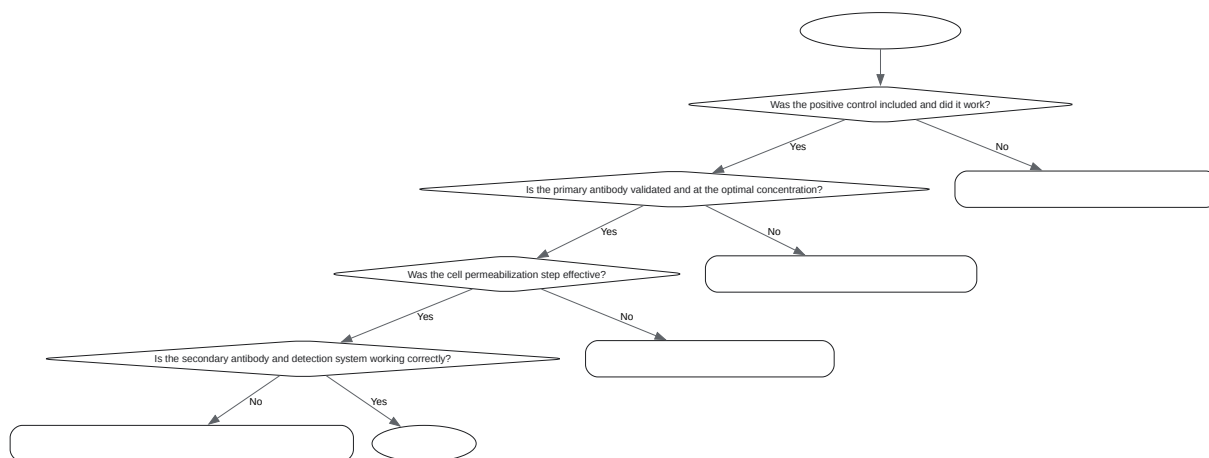 Was the positive control included and did it work?
Yes
No
Is the primary antibody validated and at the optimal concentration?
Yes
No
Was the cell permeabilization step effective?
Yes
No
Is the secondary antibody and detection system working correctly?
No
Yes